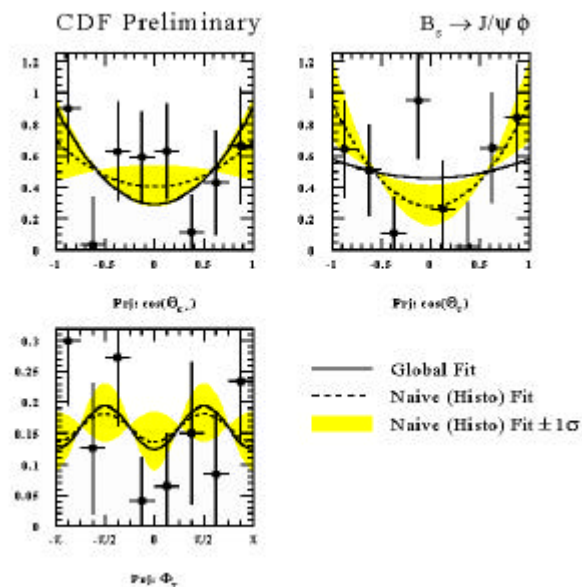 CDF Preliminary
B_s → J/ψ φ
1.2
1
0.8
0.6
0.4
0.2
0
-1 -0.5 0 0.5 1
1.2
1
0.8
0.6
0.4
0.2
0
-1 -0.5 0 0.5 1
Prj: cos(Θ
Prj: cos(Θ
0.3
0.25
0.2
0.15
0.1
0.05
0
-π -π/2 0 π/2 π
Prj: Φ
Global Fit
Naive (Histo) Fit
Naive (Histo) Fit ± 1σ